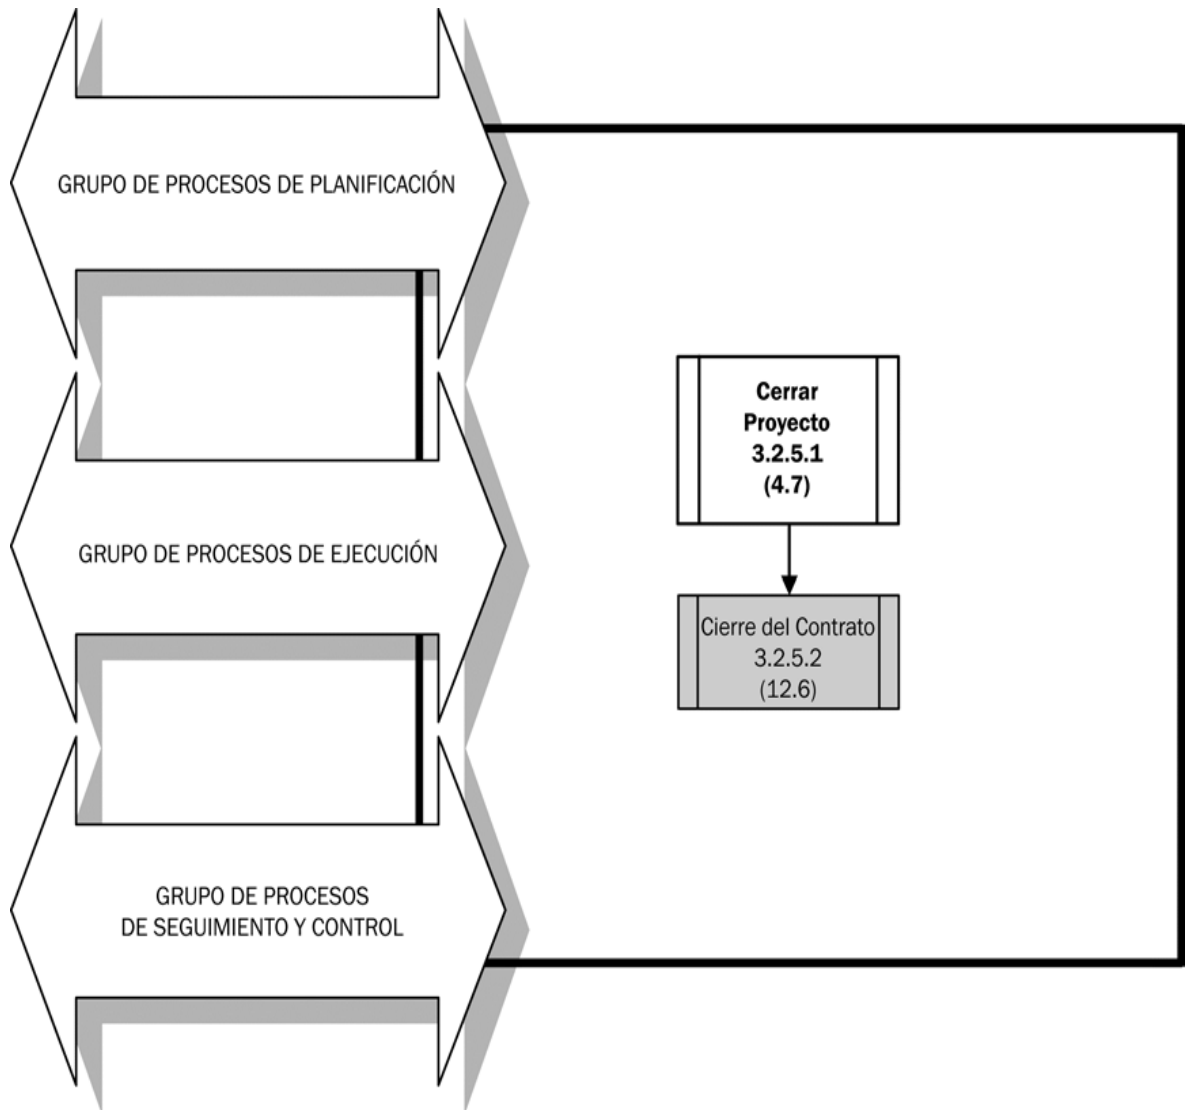 GRUPO DE PROCESOS DE PLANIFICACIÓN
Cerrar
Proyecto
3.2.5.1
(4.7)
GRUPO DE PROCESOS DE EJECUCIÓN
Cierre del Contrato
3.2.5.2
(12.6)
GRUPO DE PROCESOS
DE SEGUIMIENTO Y CONTROL